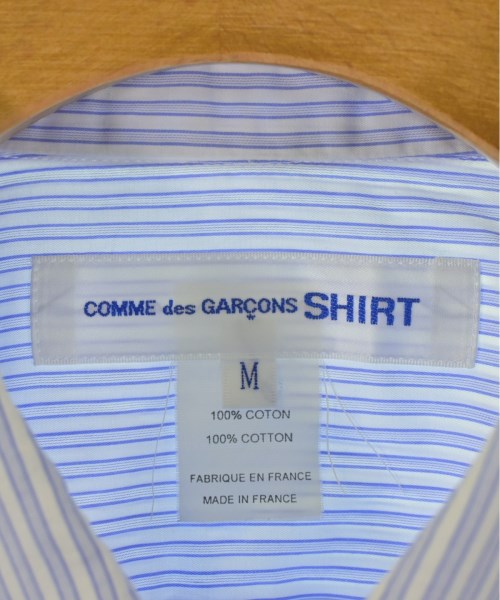 COMME des GARÇONS SHIRT
M
100% COTON
100% COTTON
FABRIQUE EN FRANCE
MADE IN FRANCE